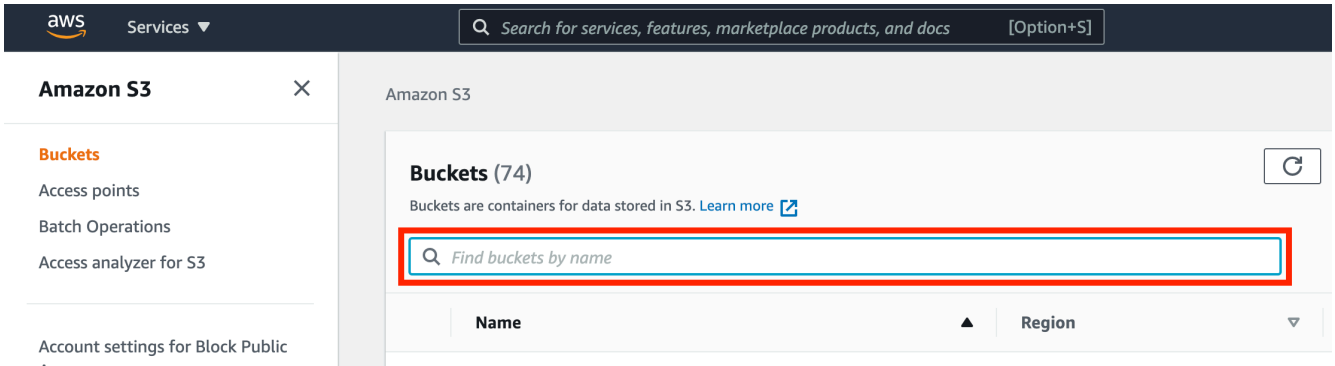 aws
Services ▼
Search for services, features, marketplace products, and docs [Option+S]
Amazon S3
Buckets
Access points
Batch Operations
Access analyzer for S3
Account settings for Block Public
Amazon S3
Buckets (74)
Buckets are containers for data stored in S3. Learn more
Find buckets by name
Name Region